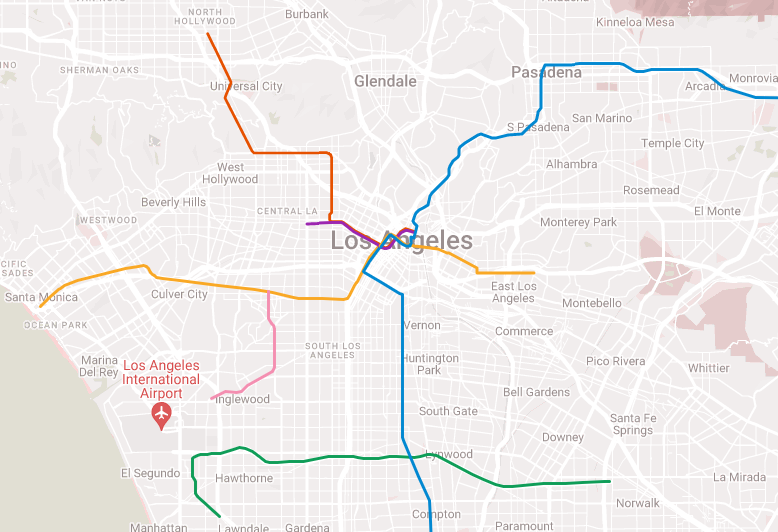 NORTH
HOLLYWOOD
Burbank
Kinneloa Mesa
SHERMAN OAKS
Universal City
Glendale
Pasadena
Arcadia
Monrovia
S Pasadena
San Marino
Temple City
West
Hollywood
Alhambra
Rosemead
Beverly Hills
CENTRAL LA
El Monte
WESTWOOD
Monterey Park
Los Angeles
CIFIC
SADES
Santa Monica
Culver City
East Los
Angeles
Montebello
OCEAN PARK
Vernon
Commerce
SOUTH LOS
ANGELES
Huntington
Park
Pico Rivera
Whittier
Marina
Del Rey
Los Angeles
International
Airport
Inglewood
Bell Gardens
South Gate
Santa Fe
Springs
Downey
Lynwood
El Segundo
Hawthorne
La Mirada
Norwalk
Compton
Manhattan
Lawndale
Gardena
Paramount